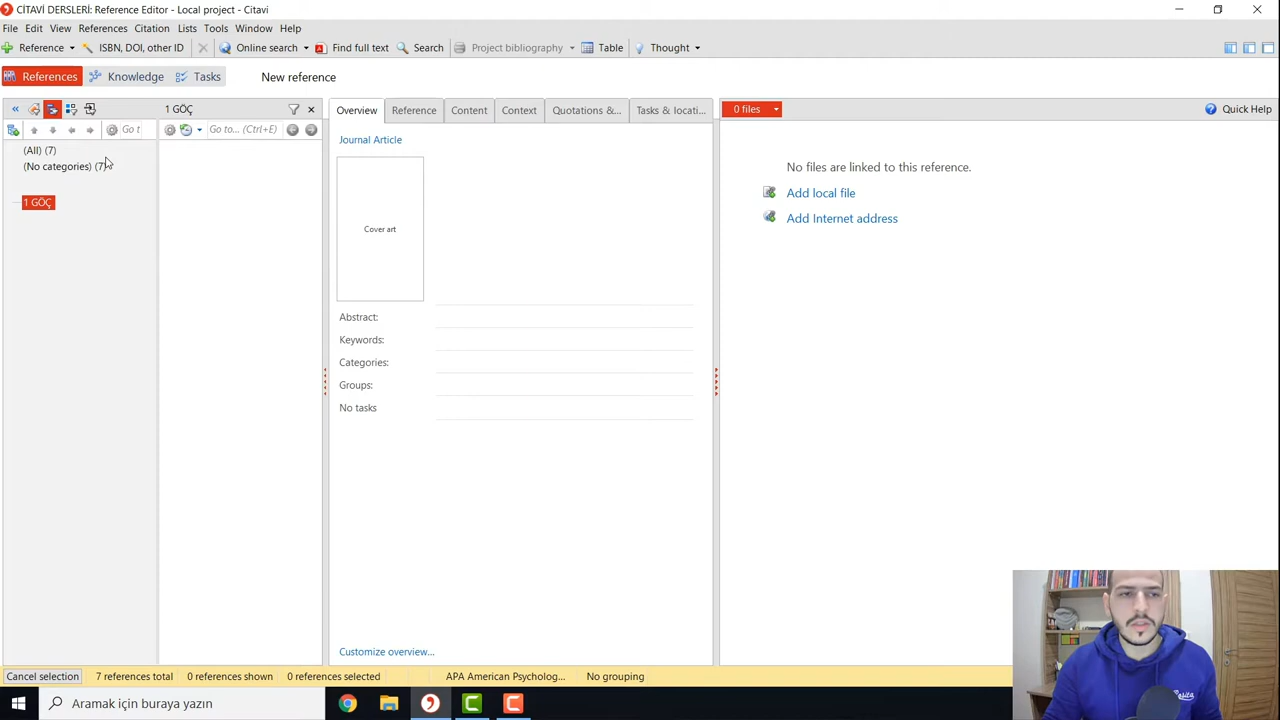 CİTAVİ DERSLERİ: Reference Editor - Local project - Citavi
File Edit View References Citation Lists Tools Window Help
Reference ISBN, DOI, other ID Online search Find full text Search Project bibliography Table Thought
References Knowledge Tasks New reference
1 GÖÇ
Overview Reference Content Context Quotations &... Tasks & locati...
0 files
Quick Help
Go t
Go to... (Ctrl+E)
(All) (7)
(No categories) (7)
1 GÖÇ
Journal Article
Cover art
Abstract:
Keywords:
Categories:
Groups:
No tasks
Customize overview...
No files are linked to this reference.
Add local file
Add Internet address
Cancel selection 7 references total 0 references shown 0 references selected APA American Psycholog... No grouping
Aramak için buraya yazın